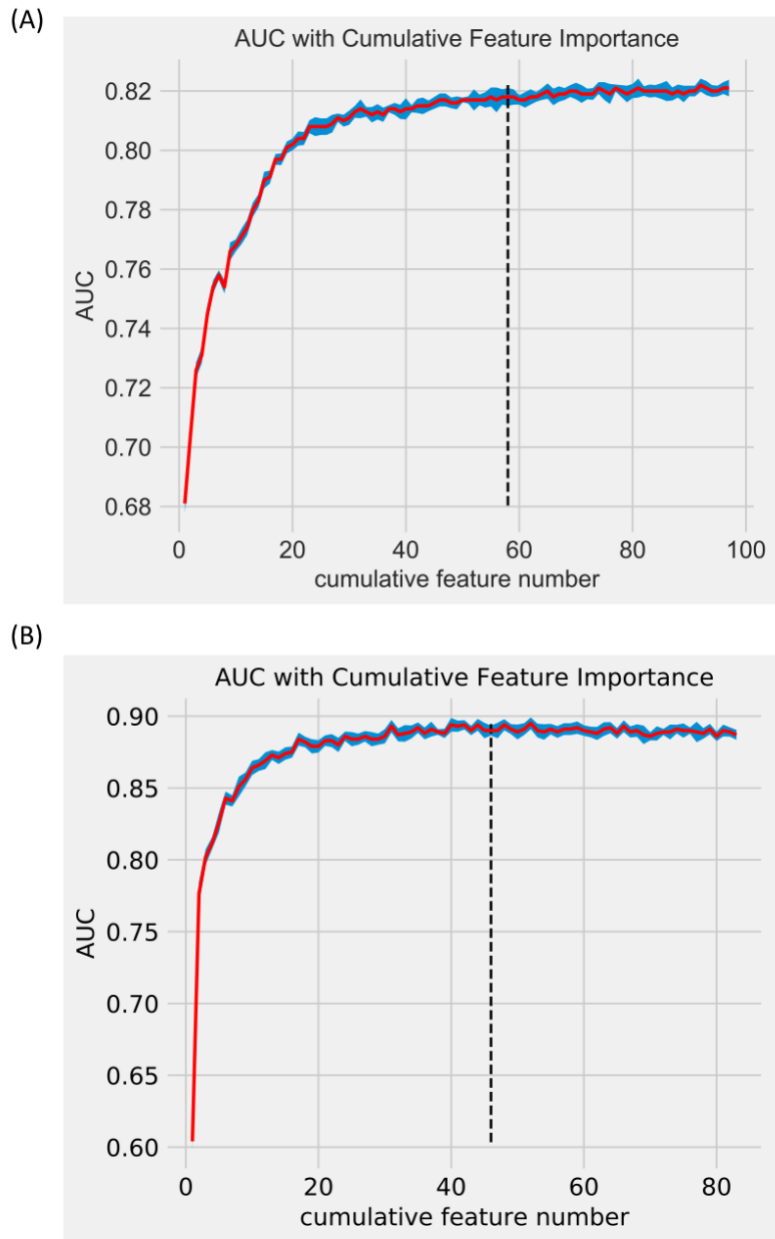 (A)
AUC with Cumulative Feature Importance
0.82
0.80
0.78
0.76
0.74
0.72
0.70
0.68
AUC
0 20 40 60 80 100
cumulative feature number
(B)
AUC with Cumulative Feature Importance
0.90
0.85
0.80
0.75
0.70
0.65
0.60
AUC
0 20 40 60 80
cumulative feature number